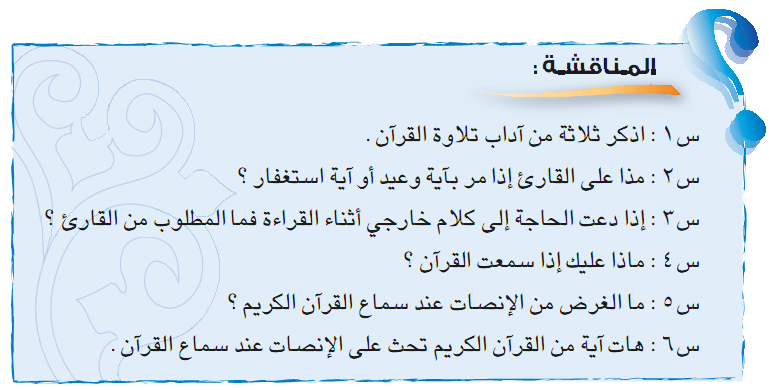 المناقشة :
س١ : اذكر ثلاثة من آداب تلاوة القرآن .
س٢ : مذا على القارئ إذا مر بآية وعيد أو آية استغفار ؟
س٣ : إذا دعت الحاجة إلى كلام خارجي أثناء القراءة فما المطلوب من القارئ ؟
س٤ : ماذا عليك إذا سمعت القرآن ؟
س٥ : ما الغرض من الإنصات عند سماع القرآن الكريم ؟
س٦ : هات آية من القرآن الكريم تحث على الإنصات عند سماع القرآن .